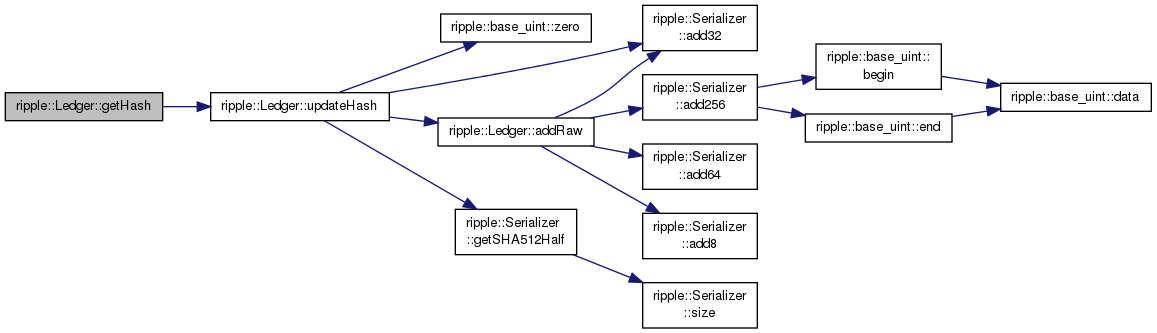 ripple::Ledger::getHash
ripple::Ledger::updateHash
ripple::base_uint::zero
ripple::Ledger::addRaw
ripple::Serializer
::getSHA512Half
ripple::Serializer
::add32
ripple::Serializer
::add256
ripple::Serializer
::add64
ripple::Serializer
::add8
ripple::Serializer
::size
ripple::base_uint::
begin
ripple::base_uint::end
ripple::base_uint::data